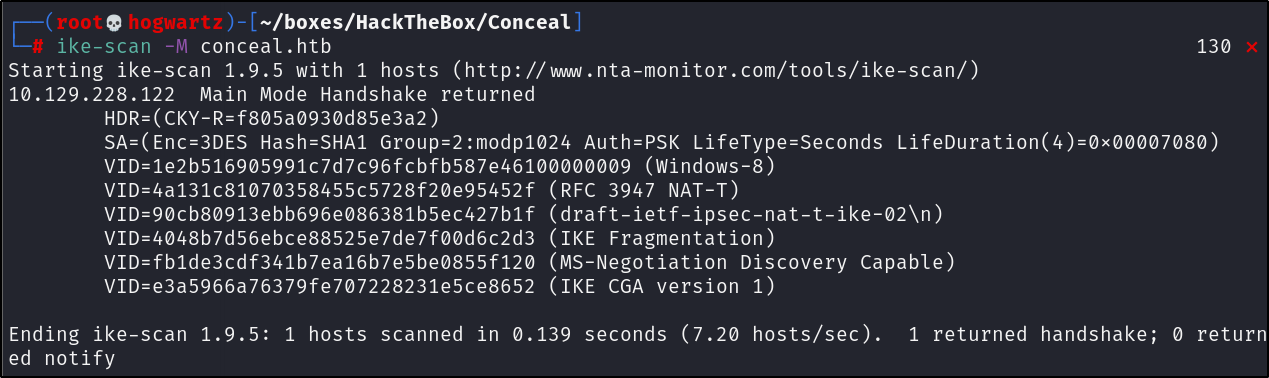 ┌──(root💀hogwartz)-[~/boxes/HackTheBox/Conceal]
└─# ike-scan -M conceal.htb 130 ⨯
Starting ike-scan 1.9.5 with 1 hosts (http://www.nta-monitor.com/tools/ike-scan/)
10.129.228.122  Main Mode Handshake returned
        HDR=(CKY-R=f805a0930d85e3a2)
        SA=(Enc=3DES Hash=SHA1 Group=2:modp1024 Auth=PSK LifeType=Seconds LifeDuration(4)=0x00007080)
        VID=1e2b516905991c7d7c96fcbfb587e46100000009 (Windows-8)
        VID=4a131c81070358455c5728f20e95452f (RFC 3947 NAT-T)
        VID=90cb80913ebb696e086381b5ec427b1f (draft-ietf-ipsec-nat-t-ike-02\n)
        VID=4048b7d56ebce88525e7de7f00d6c2d3 (IKE Fragmentation)
        VID=fb1de3cdf341b7ea16b7e5be0855f120 (MS-Negotiation Discovery Capable)
        VID=e3a5966a76379fe707228231e5ce8652 (IKE CGA version 1)

Ending ike-scan 1.9.5: 1 hosts scanned in 0.139 seconds (7.20 hosts/sec).  1 returned handshake; 0 return
ed notify